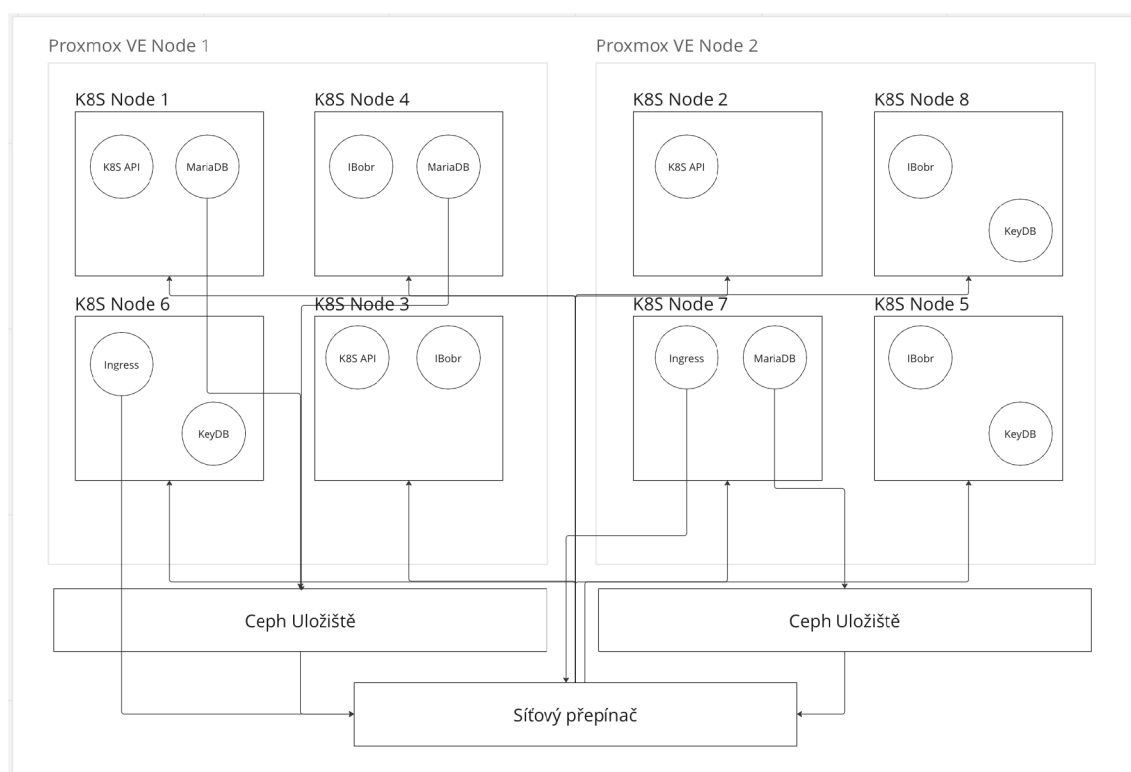 Proxmox VE Node 1
Proxmox VE Node 2
K8S Node 1
K8S Node 4
K8S Node 2
K8S Node 8
K8S API
MariaDB
IBobr
MariaDB
K8S API
IBobr
KeyDB
K8S Node 6
K8S Node 3
K8S Node 7
K8S Node 5
Ingress
KeyDB
K8S API
IBobr
Ingress
MariaDB
IBobr
KeyDB
Ceph Uložiště
Ceph Uložiště
Síťový přepínač